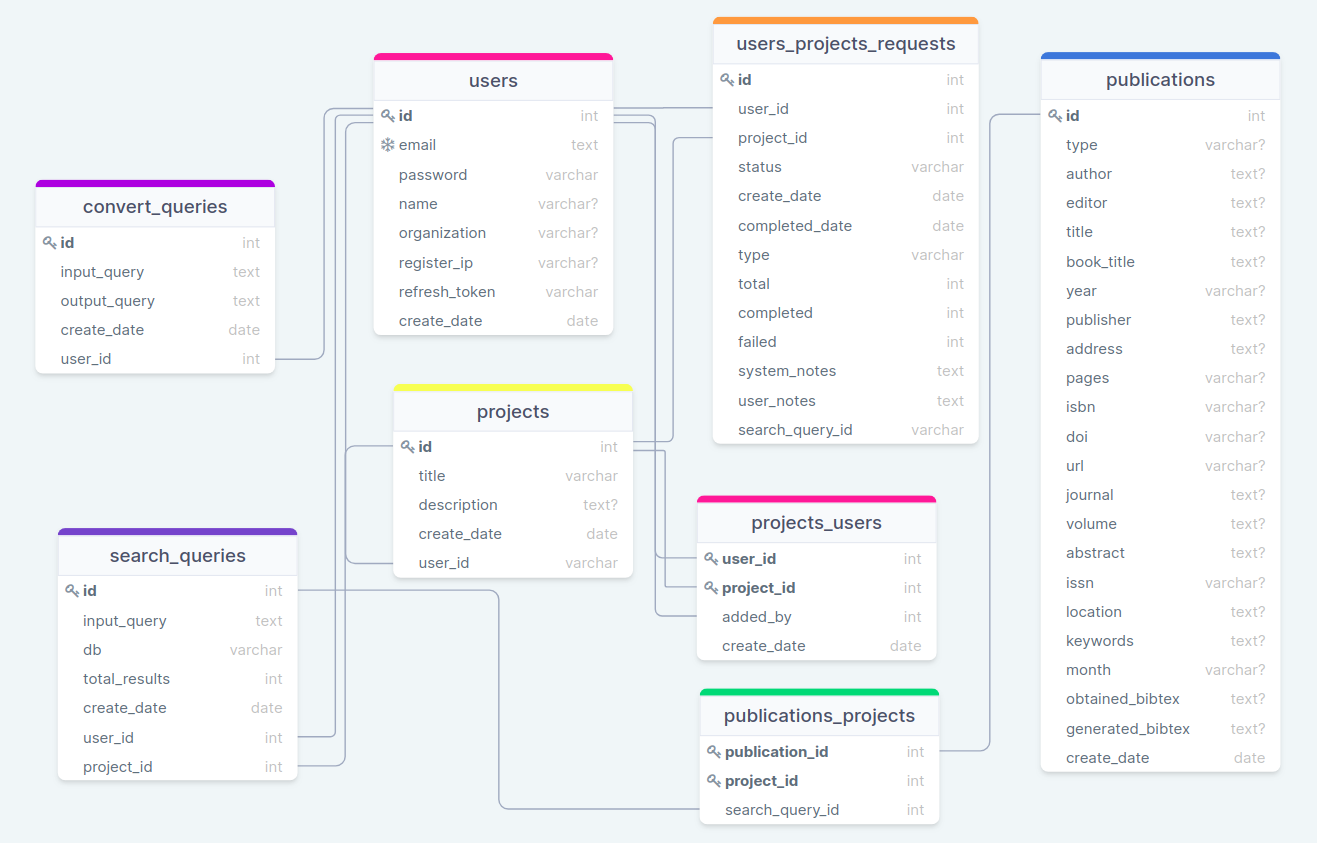 users
id int
email text
password varchar
name varchar?
organization varchar?
register_ip varchar?
refresh_token varchar
create_date date
users_projects_requests
id int
user_id int
project_id int
status varchar
create_date date
completed_date date
type varchar
total int
completed int
failed int
system_notes text
user_notes text
search_query_id varchar
publications
id int
type varchar?
author text?
editor text?
title text?
book_title text?
year varchar?
publisher text?
address text?
pages varchar?
isbn varchar?
doi varchar?
url varchar?
journal text?
volume text?
abstract text?
issn varchar?
location text?
keywords text?
month varchar?
obtained_bibtex text?
generated_bibtex text?
create_date date
convert_queries
id int
input_query text
output_query text
create_date date
user_id int
projects
id int
title varchar
description text?
create_date date
user_id varchar
projects_users
user_id int
project_id int
added_by int
create_date date
search_queries
id int
input_query text
db varchar
total_results int
create_date date
user_id int
project_id int
publications_projects
publication_id int
project_id int
search_query_id int